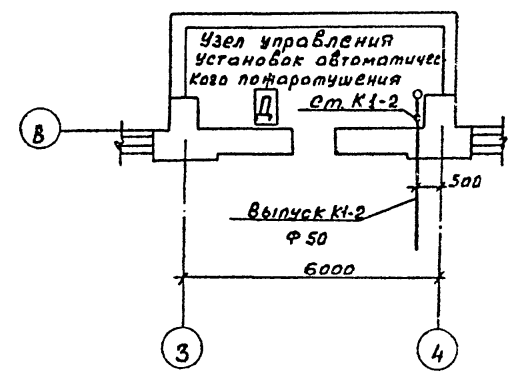 Узел управления
установок автоматичес
кого пожаротушения
Д
Ст. К1-2
В
500
Выпуск К1-2
Ф 50
6000
3
4